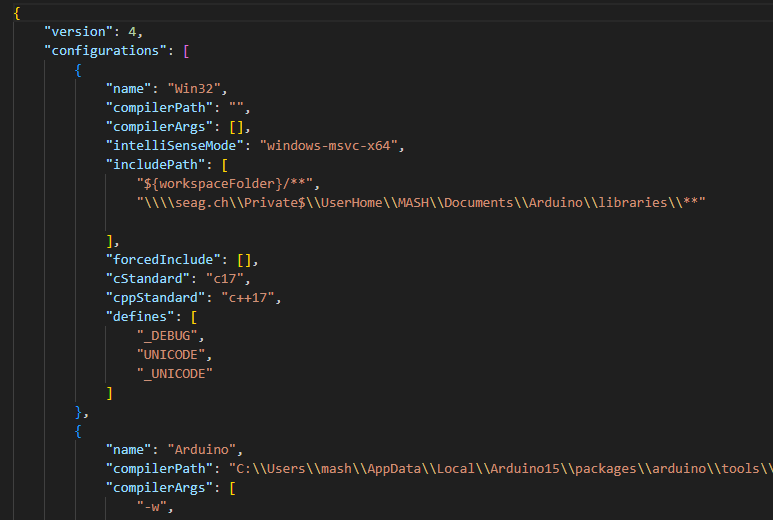 {
"version": 4,
"configurations": [
{
"name": "Win32",
"compilerPath": "",
"compilerArgs": [],
"intelliSenseMode": "windows-msvc-x64",
"includePath": [
"${workspaceFolder}/**",
"\\\\seag.ch\\Private$\\UserHome\\MASH\\Documents\\Arduino\\libraries\\**"
],
"forcedInclude": [],
"cStandard": "c17",
"cppStandard": "c++17",
"defines": [
"_DEBUG",
"UNICODE",
"_UNICODE"
]
},
{
"name": "Arduino",
"compilerPath": "C:\\Users\\mash\\AppData\\Local\\Arduino15\\packages\\arduino\\tools\\
"compilerArgs": [
"-w",